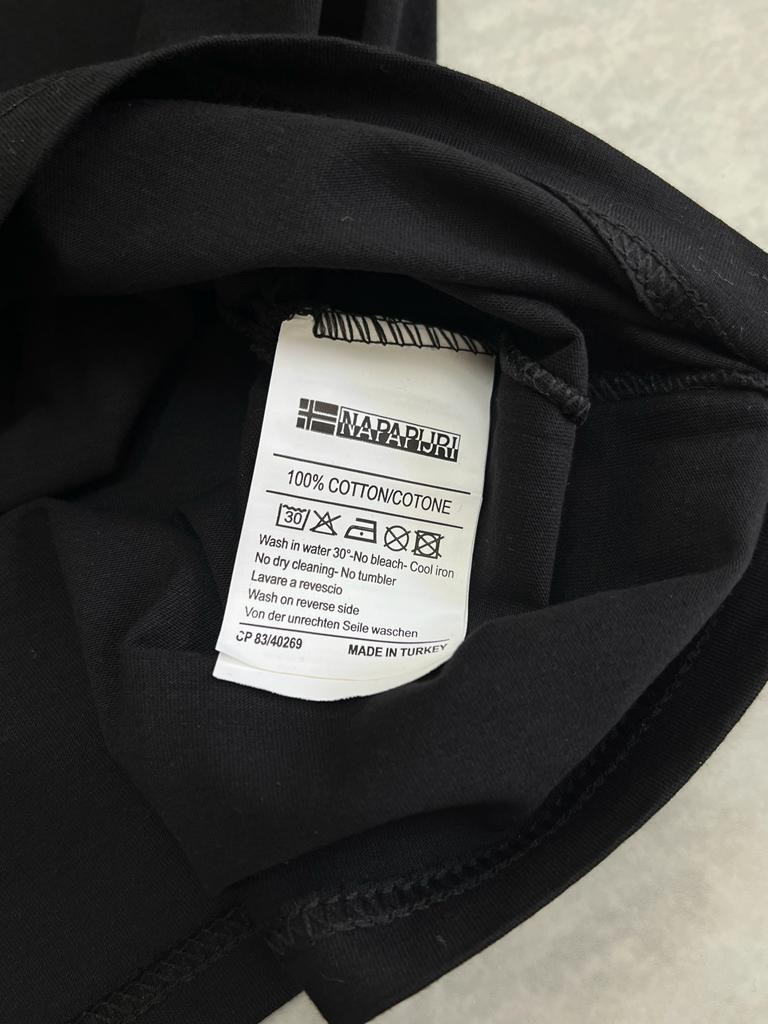 NAPAPIJRI
100% COTTON/COTONE
30
Wash in water 30°-No bleach- Cool iron
No dry cleaning- No tumbler
Lavare a revescio
Wash on reverse side
Von der unrechten Seile waschen
CP 83/40269 MADE IN TURKEY